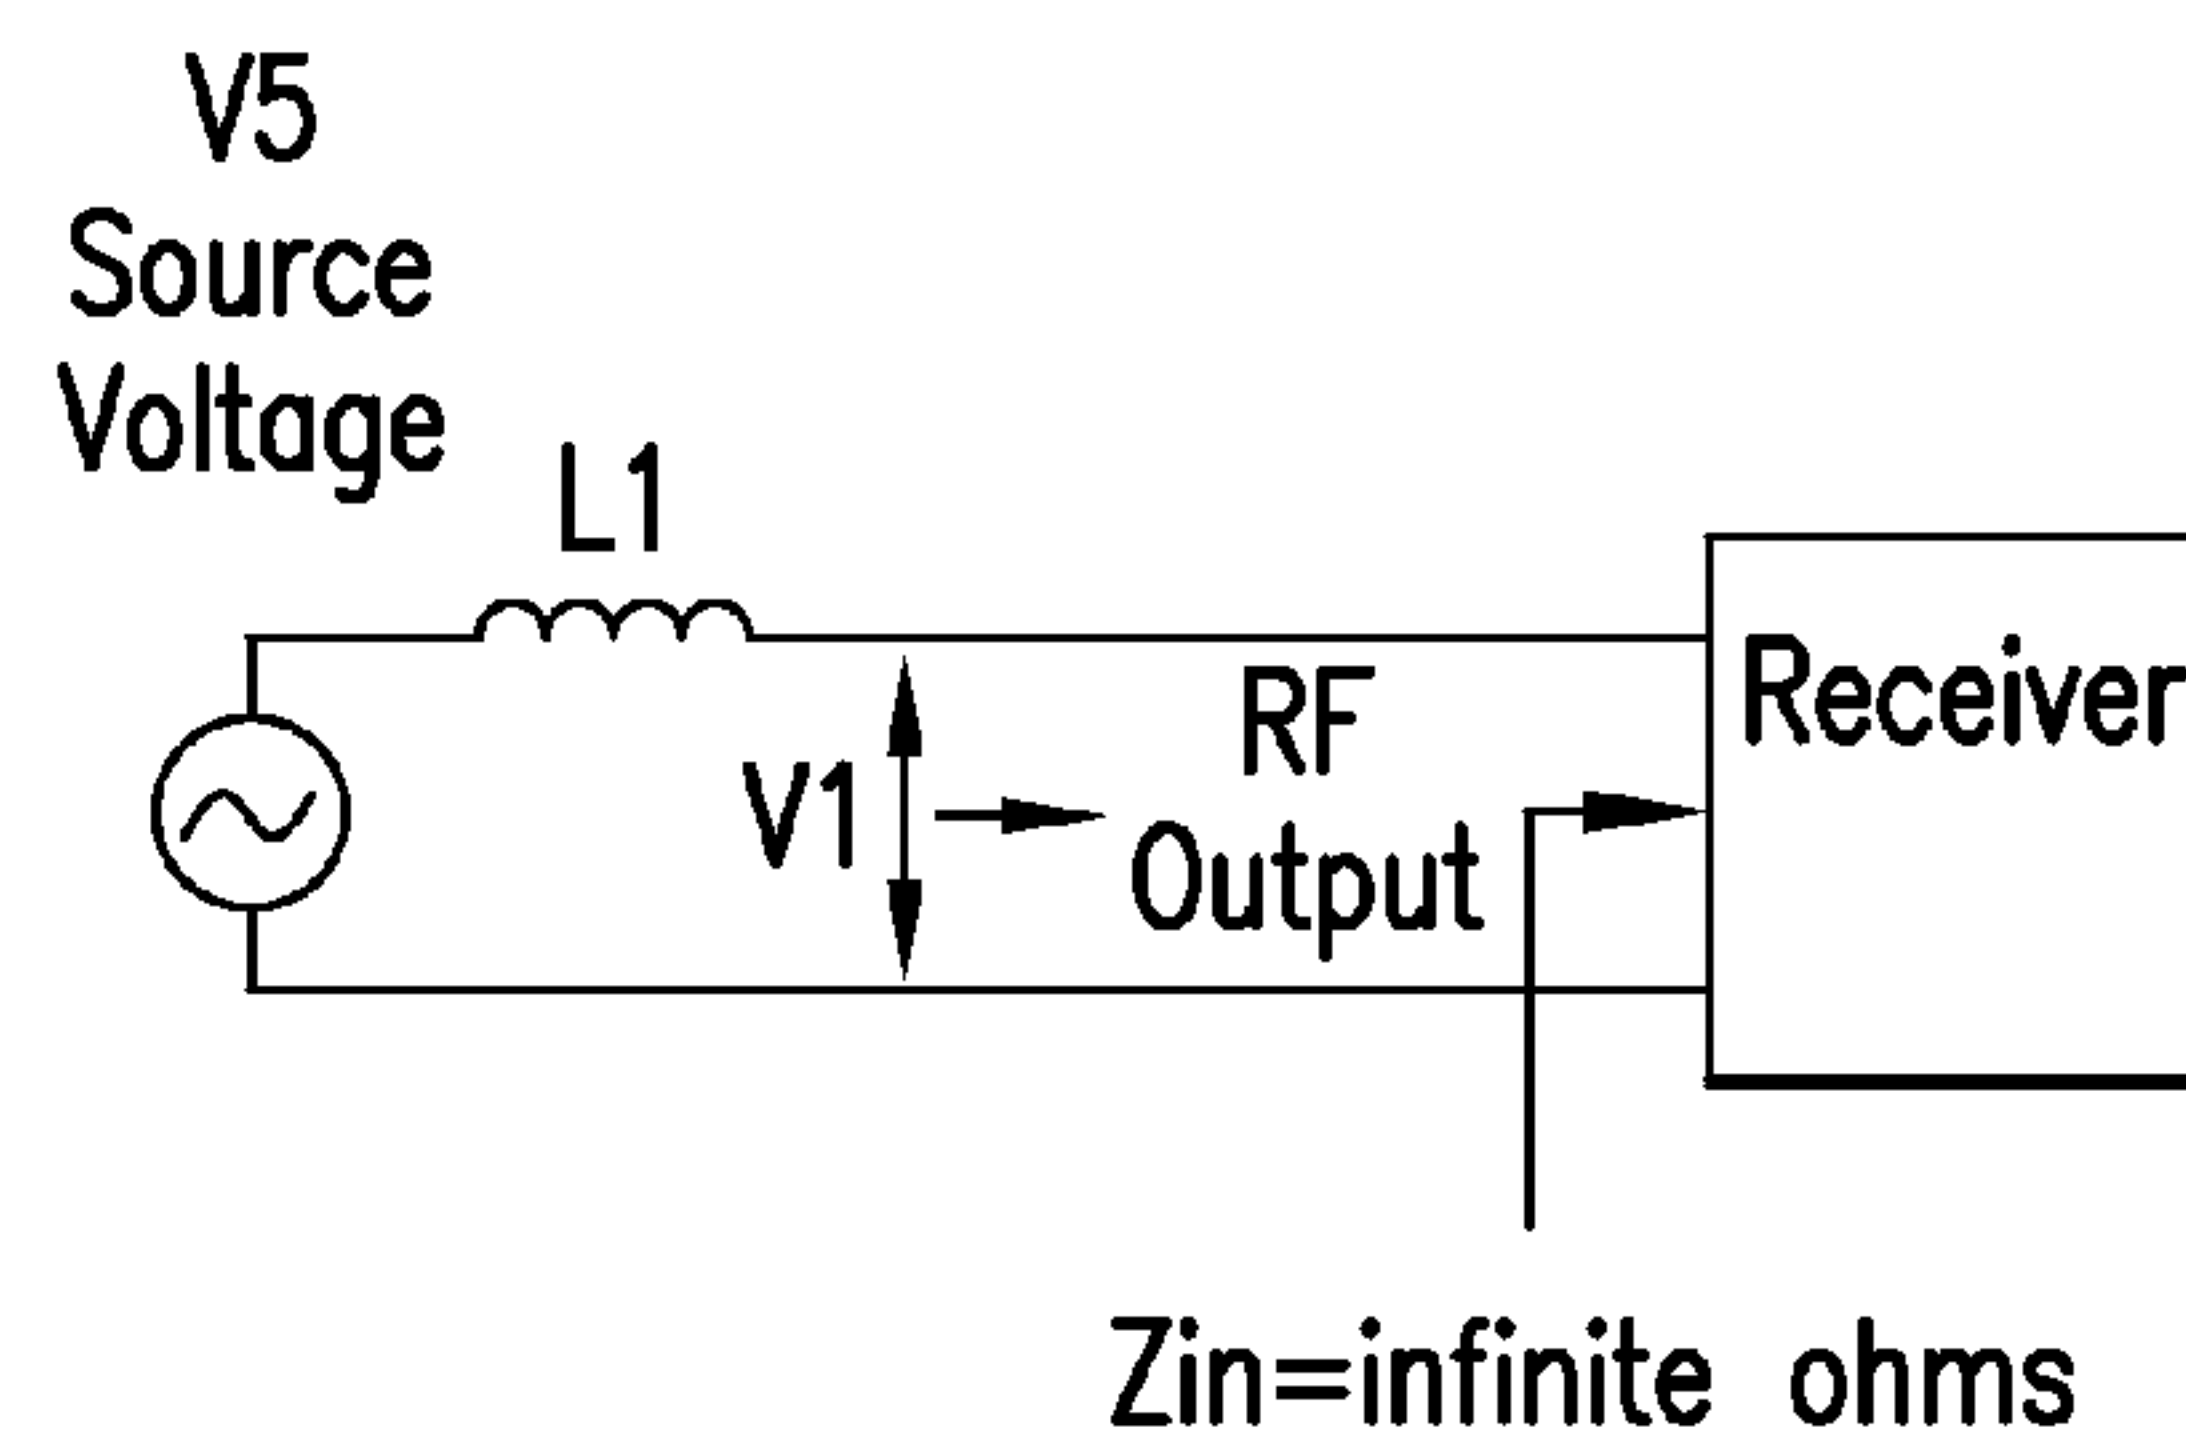 V5
Source
Voltage
L1
RF
Output
V1
Receiver
Zin=infinite ohms